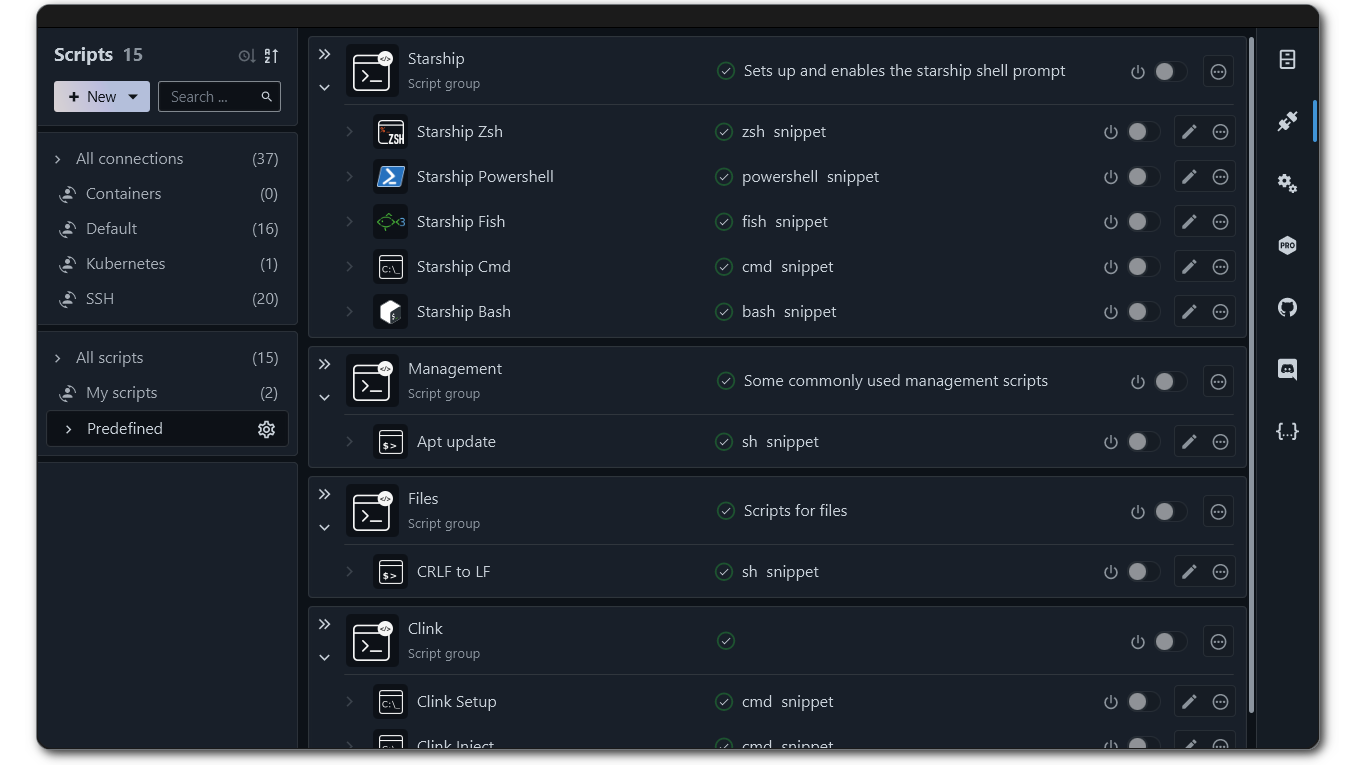 Scripts 15
New
Search ...
All connections (37)
Containers (0)
Default (16)
Kubernetes (1)
SSH (20)
All scripts (15)
My scripts (2)
Predefined
Starship
Script group
Sets up and enables the starship shell prompt
Starship Zsh zsh snippet
Starship Powershell powershell snippet
Starship Fish fish snippet
Starship Cmd cmd snippet
Starship Bash bash snippet
Management
Script group
Some commonly used management scripts
Apt update sh snippet
Files
Script group
Scripts for files
CRLF to LF sh snippet
Clink
Script group
Clink Setup cmd snippet
Clink Inject cmd snippet
PRO